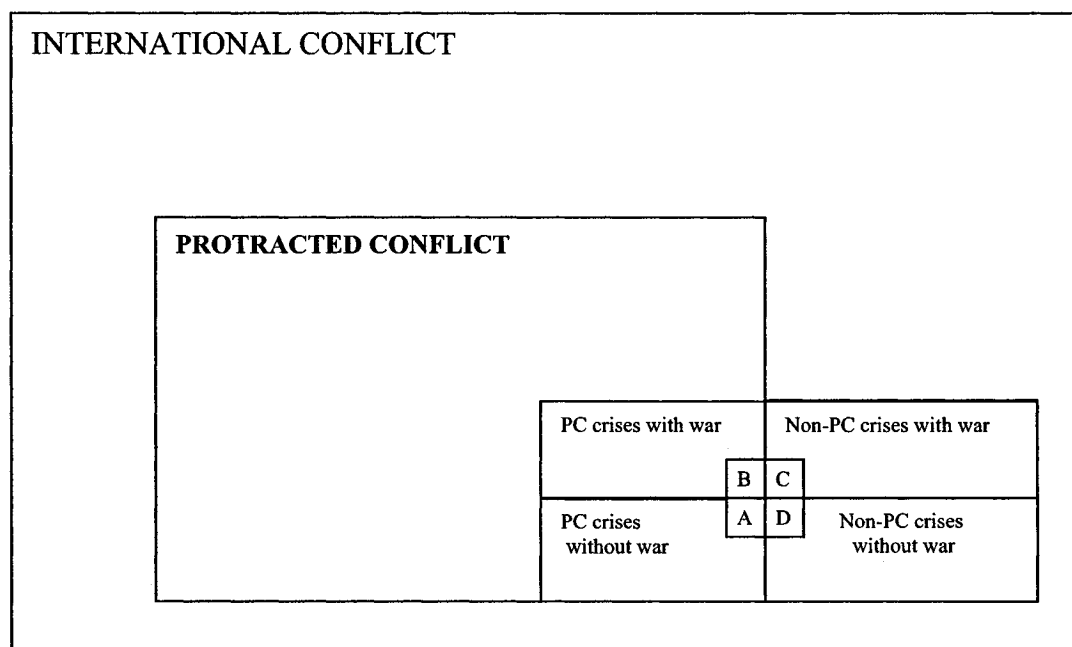 INTERNATIONAL CONFLICT
PROTRACTED CONFLICT
PC crises with war
Non-PC crises with war
B
C
A
D
PC crises
without war
Non-PC crises
without war